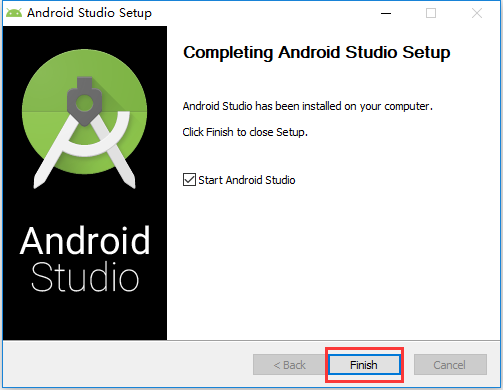 Android Studio Setup
Completing Android Studio Setup
Android Studio has been installed on your computer.
Click Finish to close Setup.
Start Android Studio
Android
Studio
< Back
Finish
Cancel